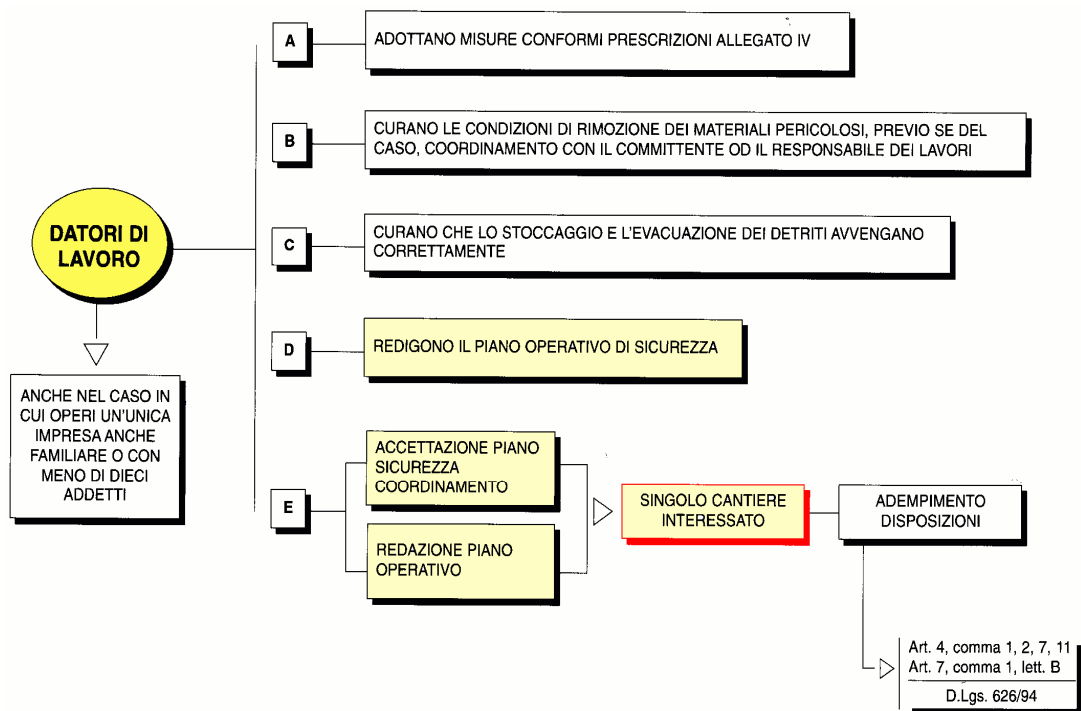 A
ADOTTANO MISURE CONFORMI PRESCRIZIONI ALLEGATO IV
B
CURANO LE CONDIZIONI DI RIMOZIONE DEI MATERIALI PERICOLOSI, PREVIO SE DEL
CASO, COORDINAMENTO CON IL COMMITTENTE OD IL RESPONSABILE DEI LAVORI
DATORI DI
LAVORO
C
CURANO CHE LO STOCCAGGIO E L'EVACUAZIONE DEI DETRITI AVVENGANO
CORRETTAMENTE
D
REDIGONO IL PIANO OPERATIVO DI SICUREZZA
ANCHE NEL CASO IN
CUI OPERI UN'UNICA
IMPRESA ANCHE
FAMILIARE O CON
MENO DI DIECI
ADDETTI
E
ACCETTAZIONE PIANO
SICUREZZA
COORDINAMENTO
REDAZIONE PIANO
OPERATIVO
SINGOLO CANTIERE
INTERESSATO
ADEMPIMENTO
DISPOSIZIONI
Art. 4, comma 1, 2, 7, 11
Art. 7, comma 1, lett. B
D.Lgs. 626/94